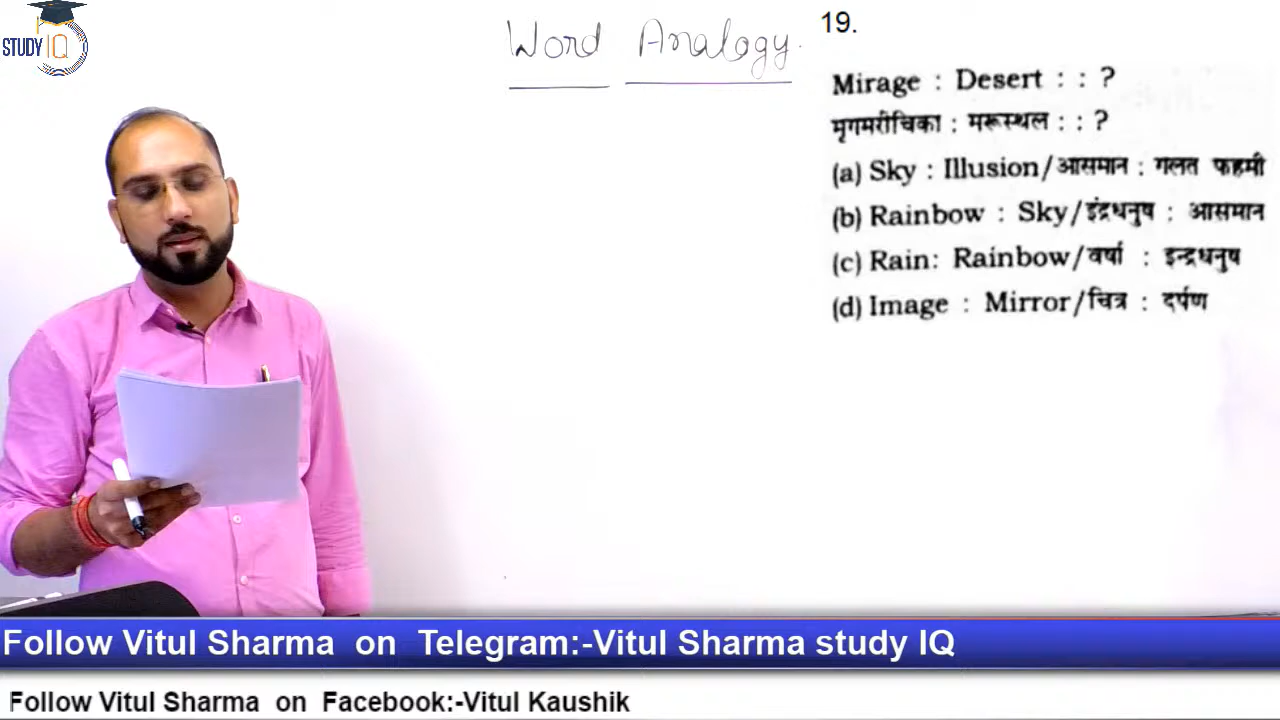 STUDY IQ
Word Analogy.
19.
Mirage : Desert : : ?
मृगमरीचिका : मरूस्थल : : ?
(a) Sky : Illusion/आसमान : गलत फहमी
(b) Rainbow : Sky/इंद्रधनुष : आसमान
(c) Rain: Rainbow/वर्षा : इन्द्रधनुष
(d) Image : Mirror/चित्र : दर्पण
Follow Vitul Sharma on Telegram:-Vitul Sharma study IQ
Follow Vitul Sharma on Facebook:-Vitul Kaushik